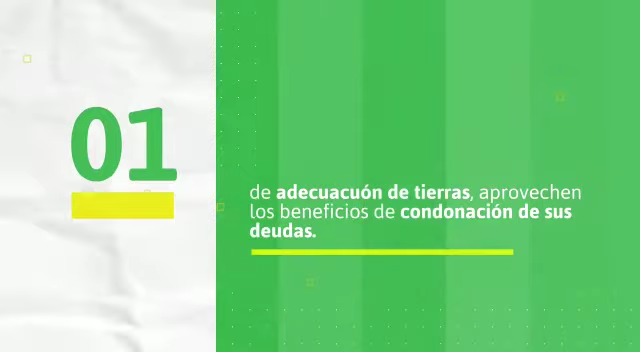 01
de adecuacuón de tierras, aprovechen
los beneficios de condonación de sus
deudas.